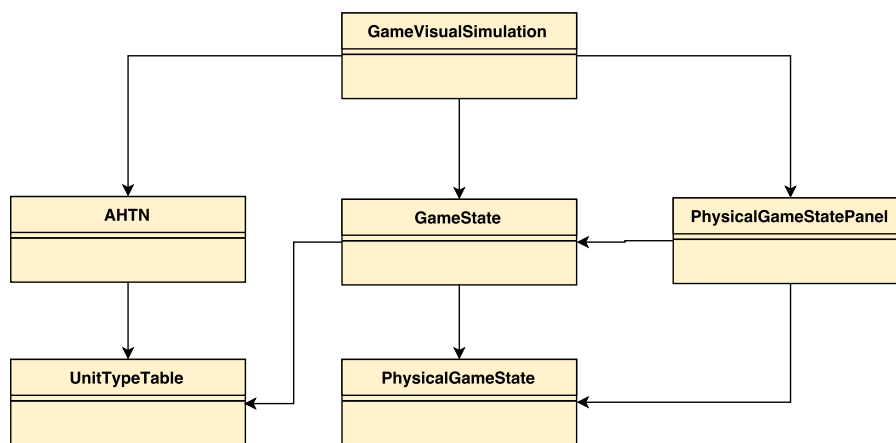 GameVisualSimulation
AHTN
GameState
PhysicalGameStatePanel
UnitTypeTable
PhysicalGameState